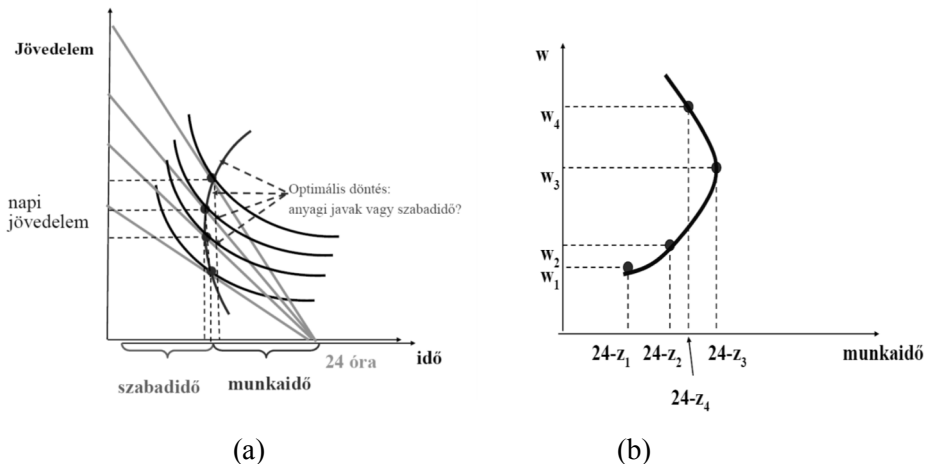 Jövedelem
napi
jövedelem
Optimális döntés:
anyagi javak vagy szabadidő?
idő
24 óra
szabadidő
munkaidő
(a)
w
w₄
w₃
w₂
w₁
24-z₁
24-z₂
24-z₃
munkaidő
24-z₄
(b)